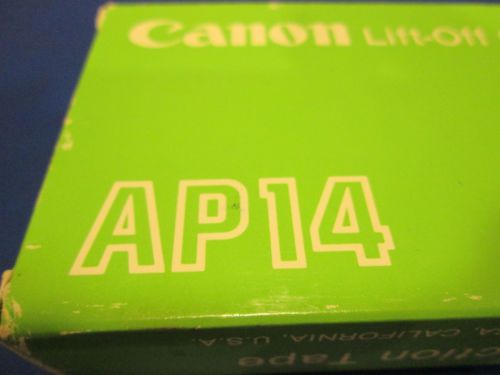 Canon Lift-Off
AP14
CALIFORNIA, U.S.A.
ction Tape